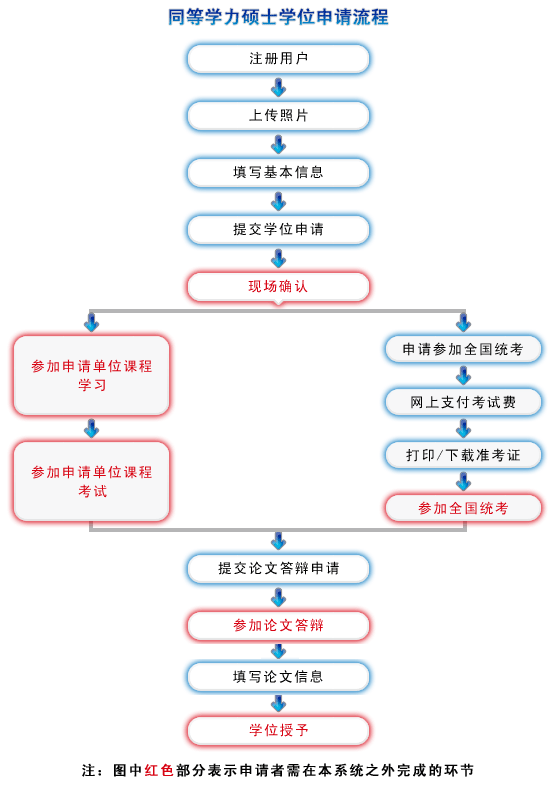 同等学力硕士学位申请流程
注册用户
上传照片
填写基本信息
提交学位申请
现场确认
参加申请单位课程
学习
参加申请单位课程
考试
申请参加全国统考
网上支付考试费
打印/下载准考证
参加全国统考
提交论文答辩申请
参加论文答辩
填写论文信息
学位授予
注：图中红色部分表示申请者需在本系统之外完成的环节